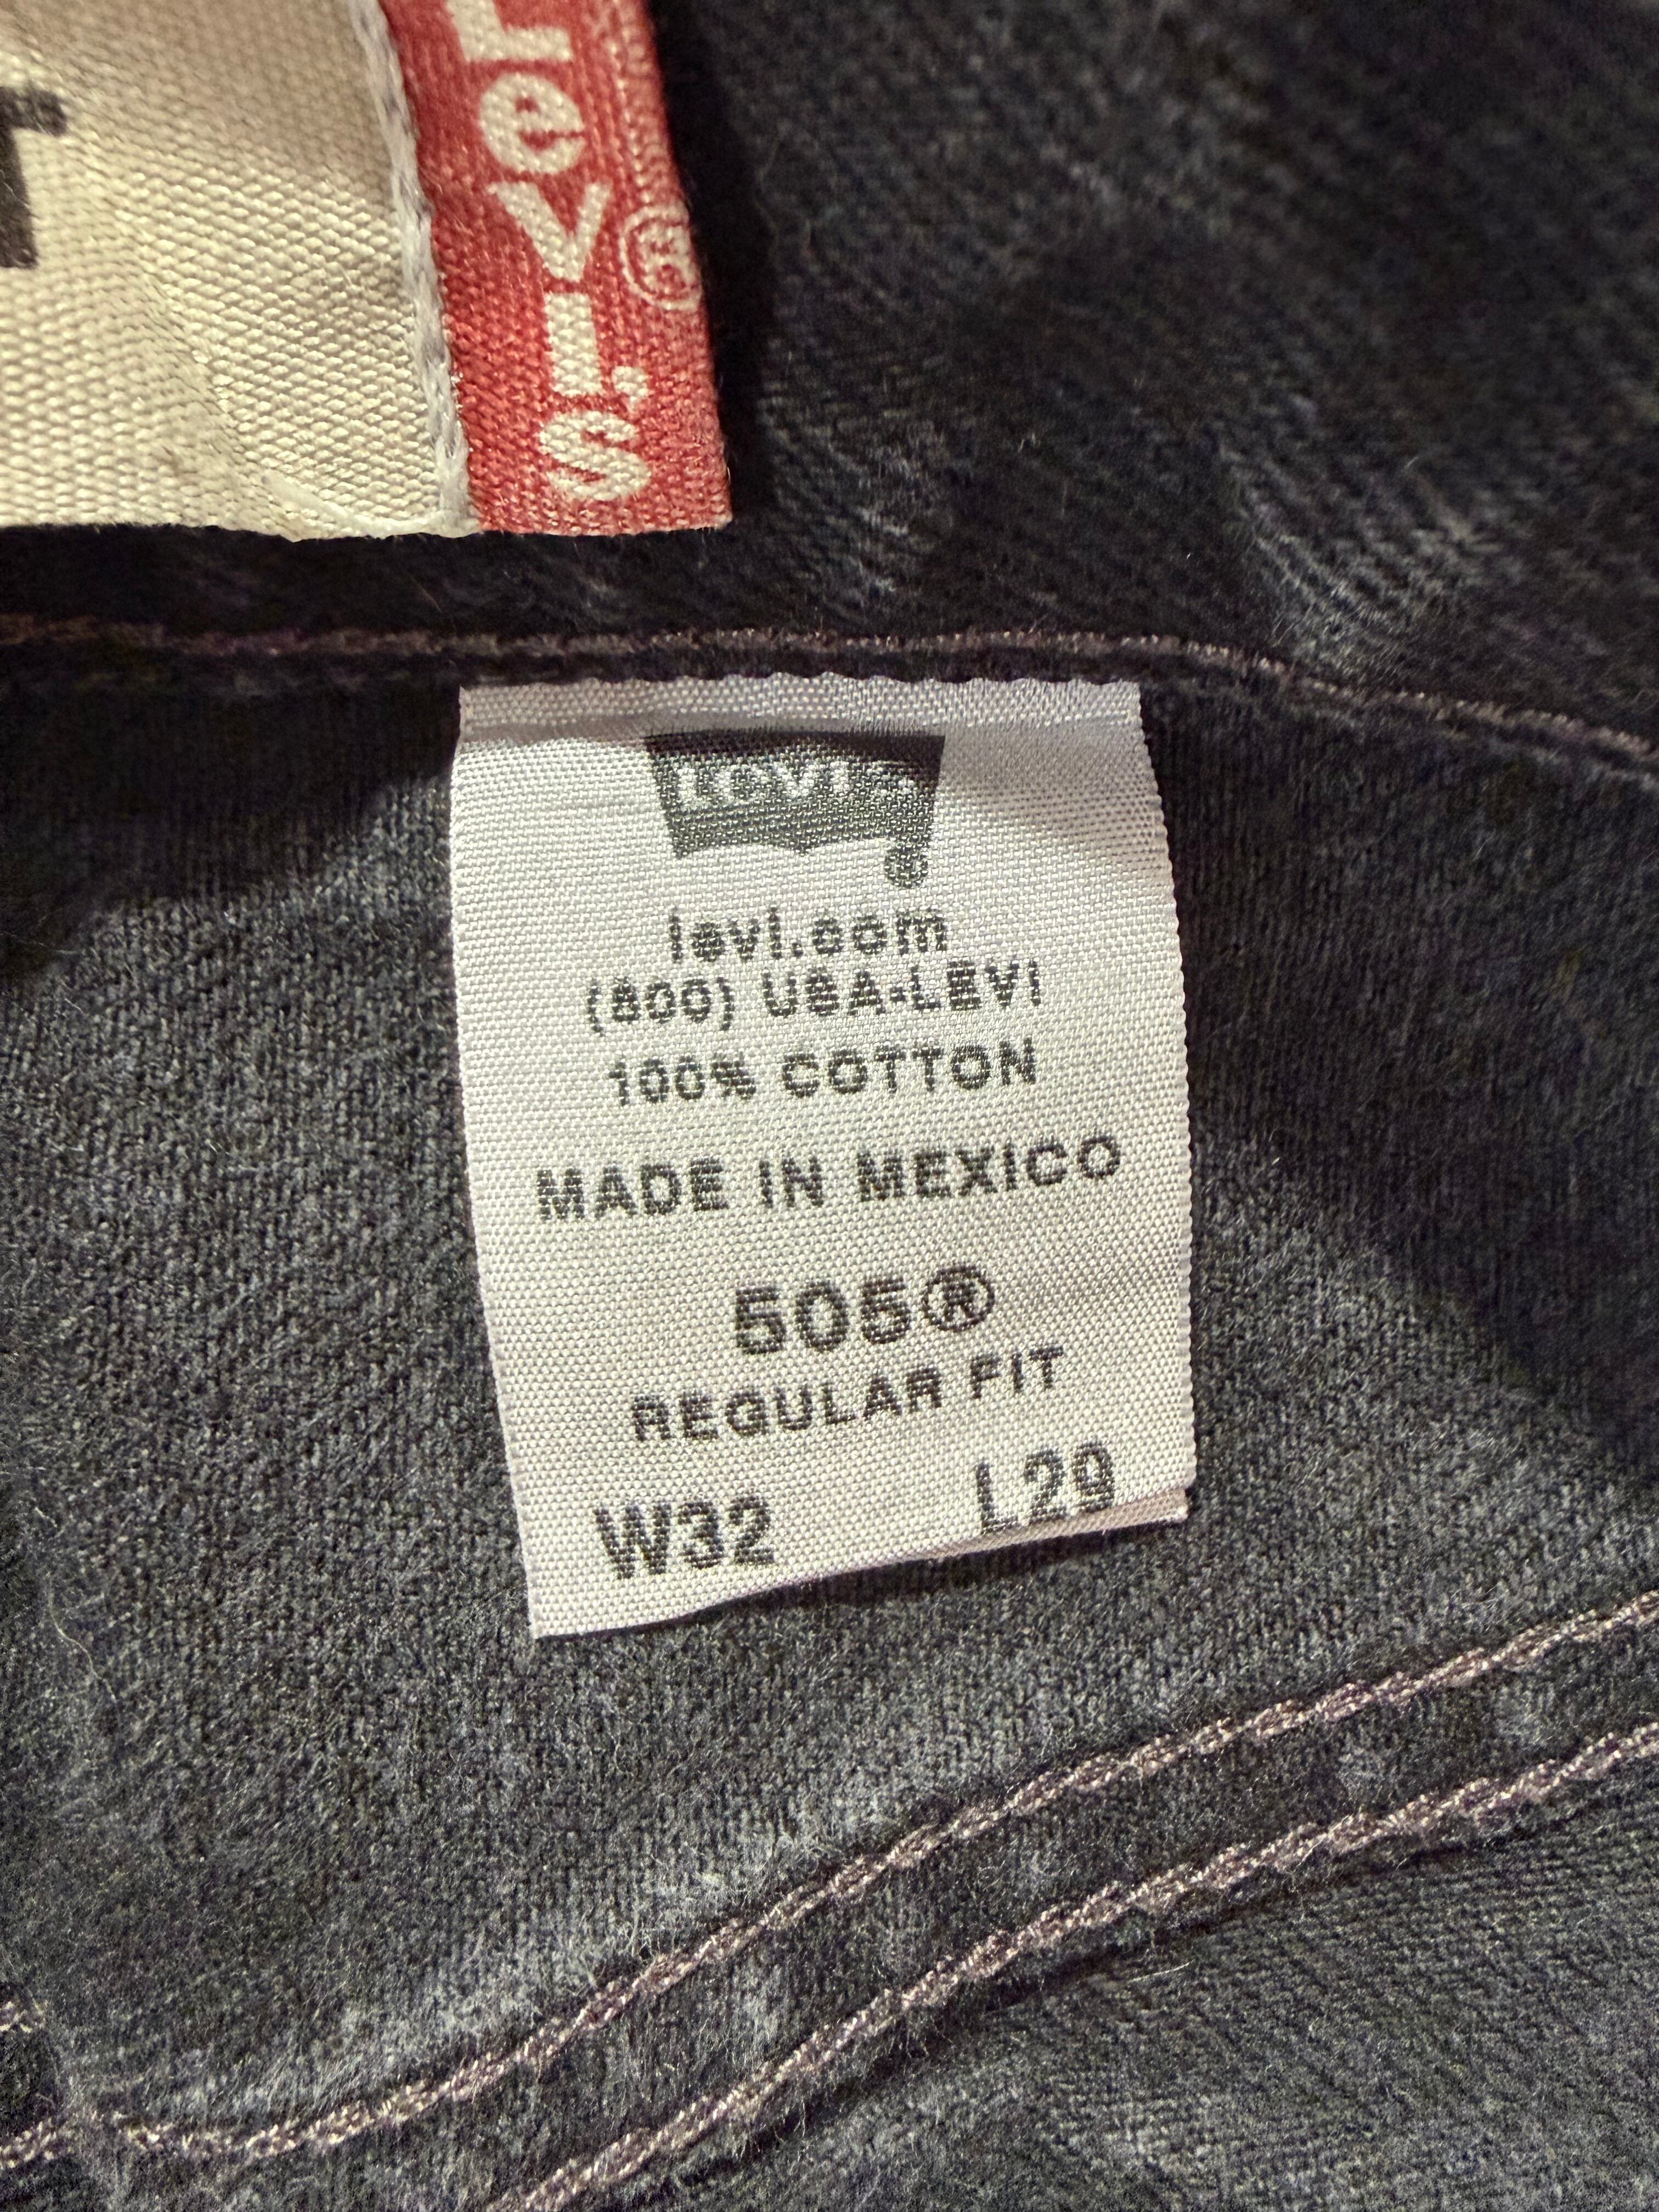 Levi's®
LEVI
levi.com
(800) USA-LEVI
100% COTTON
MADE IN MEXICO
505®
REGULAR FIT
W32 L29